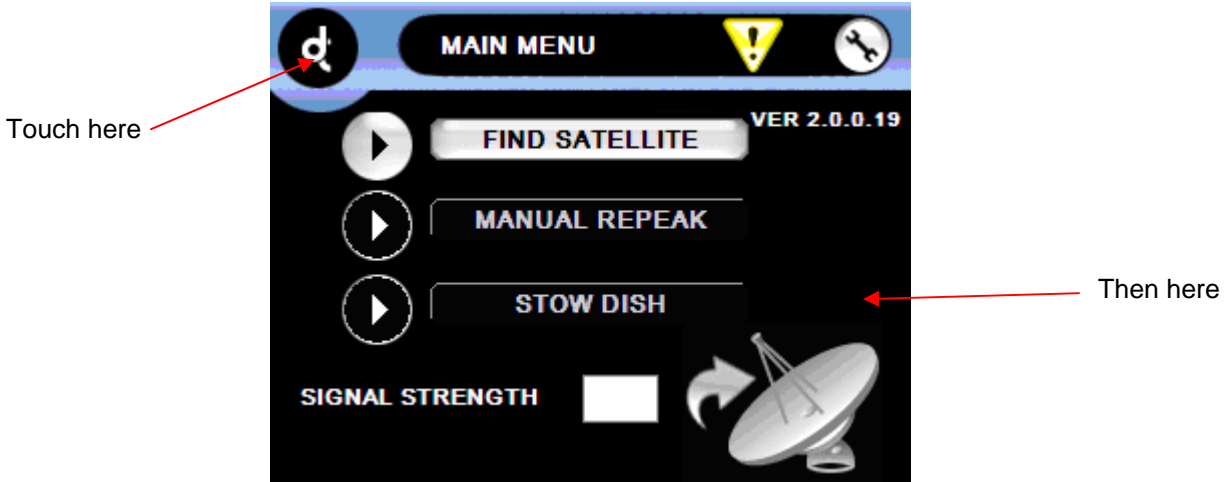 MAIN MENU
VER 2.0.0.19
Touch here
FIND SATELLITE
MANUAL REPEAK
STOW DISH
Then here
SIGNAL STRENGTH